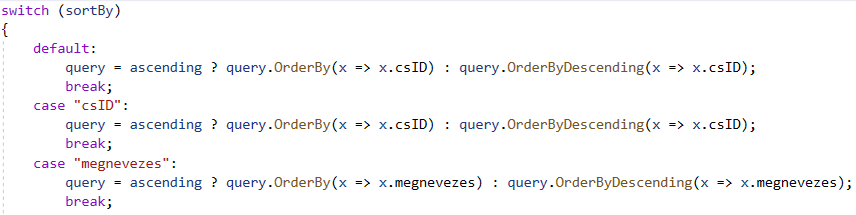 switch (sortBy)
{
    default:
        query = ascending ? query.OrderBy(x => x.csID) : query.OrderByDescending(x => x.csID);
        break;
    case "csID":
        query = ascending ? query.OrderBy(x => x.csID) : query.OrderByDescending(x => x.csID);
        break;
    case "megnevezes":
        query = ascending ? query.OrderBy(x => x.megnevezes) : query.OrderByDescending(x => x.megnevezes);
        break;